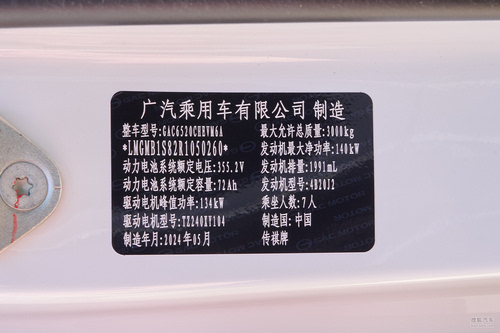 广汽乘用车有限公司 制造
整车型号:GAC6520CHEVM6A 最大允许总质量:3000kg
*LMGMB1S82R1050260* 发动机最大净功率:140kW
动力电池系统额定电压:355.2V 发动机排量:1991mL
动力电池系统额定容量:72Ah 发动机型号:4B20J2
驱动电机峰值功率:134kW 乘坐人数:7人
驱动电机型号:TZ240XY104 制造国:中国
制造年月:2024年05月 传祺牌